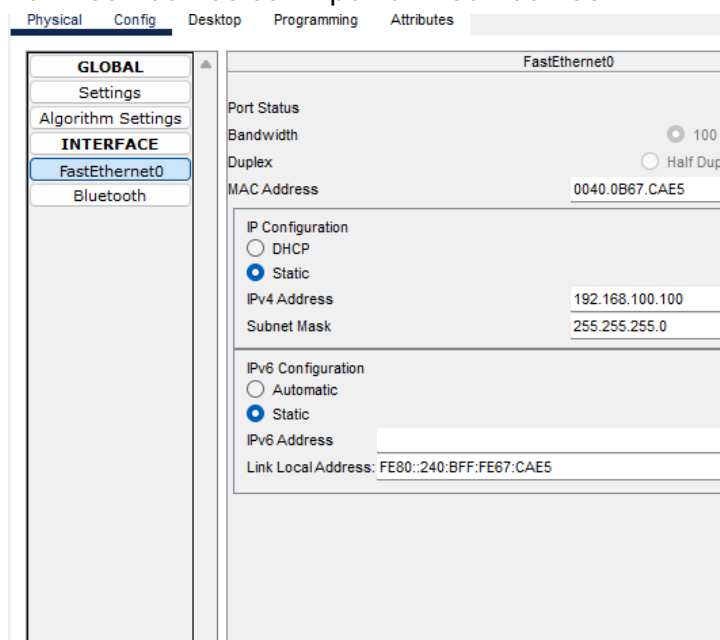 Physical Config Desktop Programming Attributes
GLOBAL
Settings
Algorithm Settings
INTERFACE
FastEthernet0
Bluetooth
FastEthernet0
Port Status
Bandwidth 100
Duplex Half Dup
MAC Address 0040.0B67.CAE5
IP Configuration
DHCP
Static
IPv4 Address 192.168.100.100
Subnet Mask 255.255.255.0
IPv6 Configuration
Automatic
Static
IPv6 Address
Link Local Address: FE80::240:BFF:FE67:CAE5